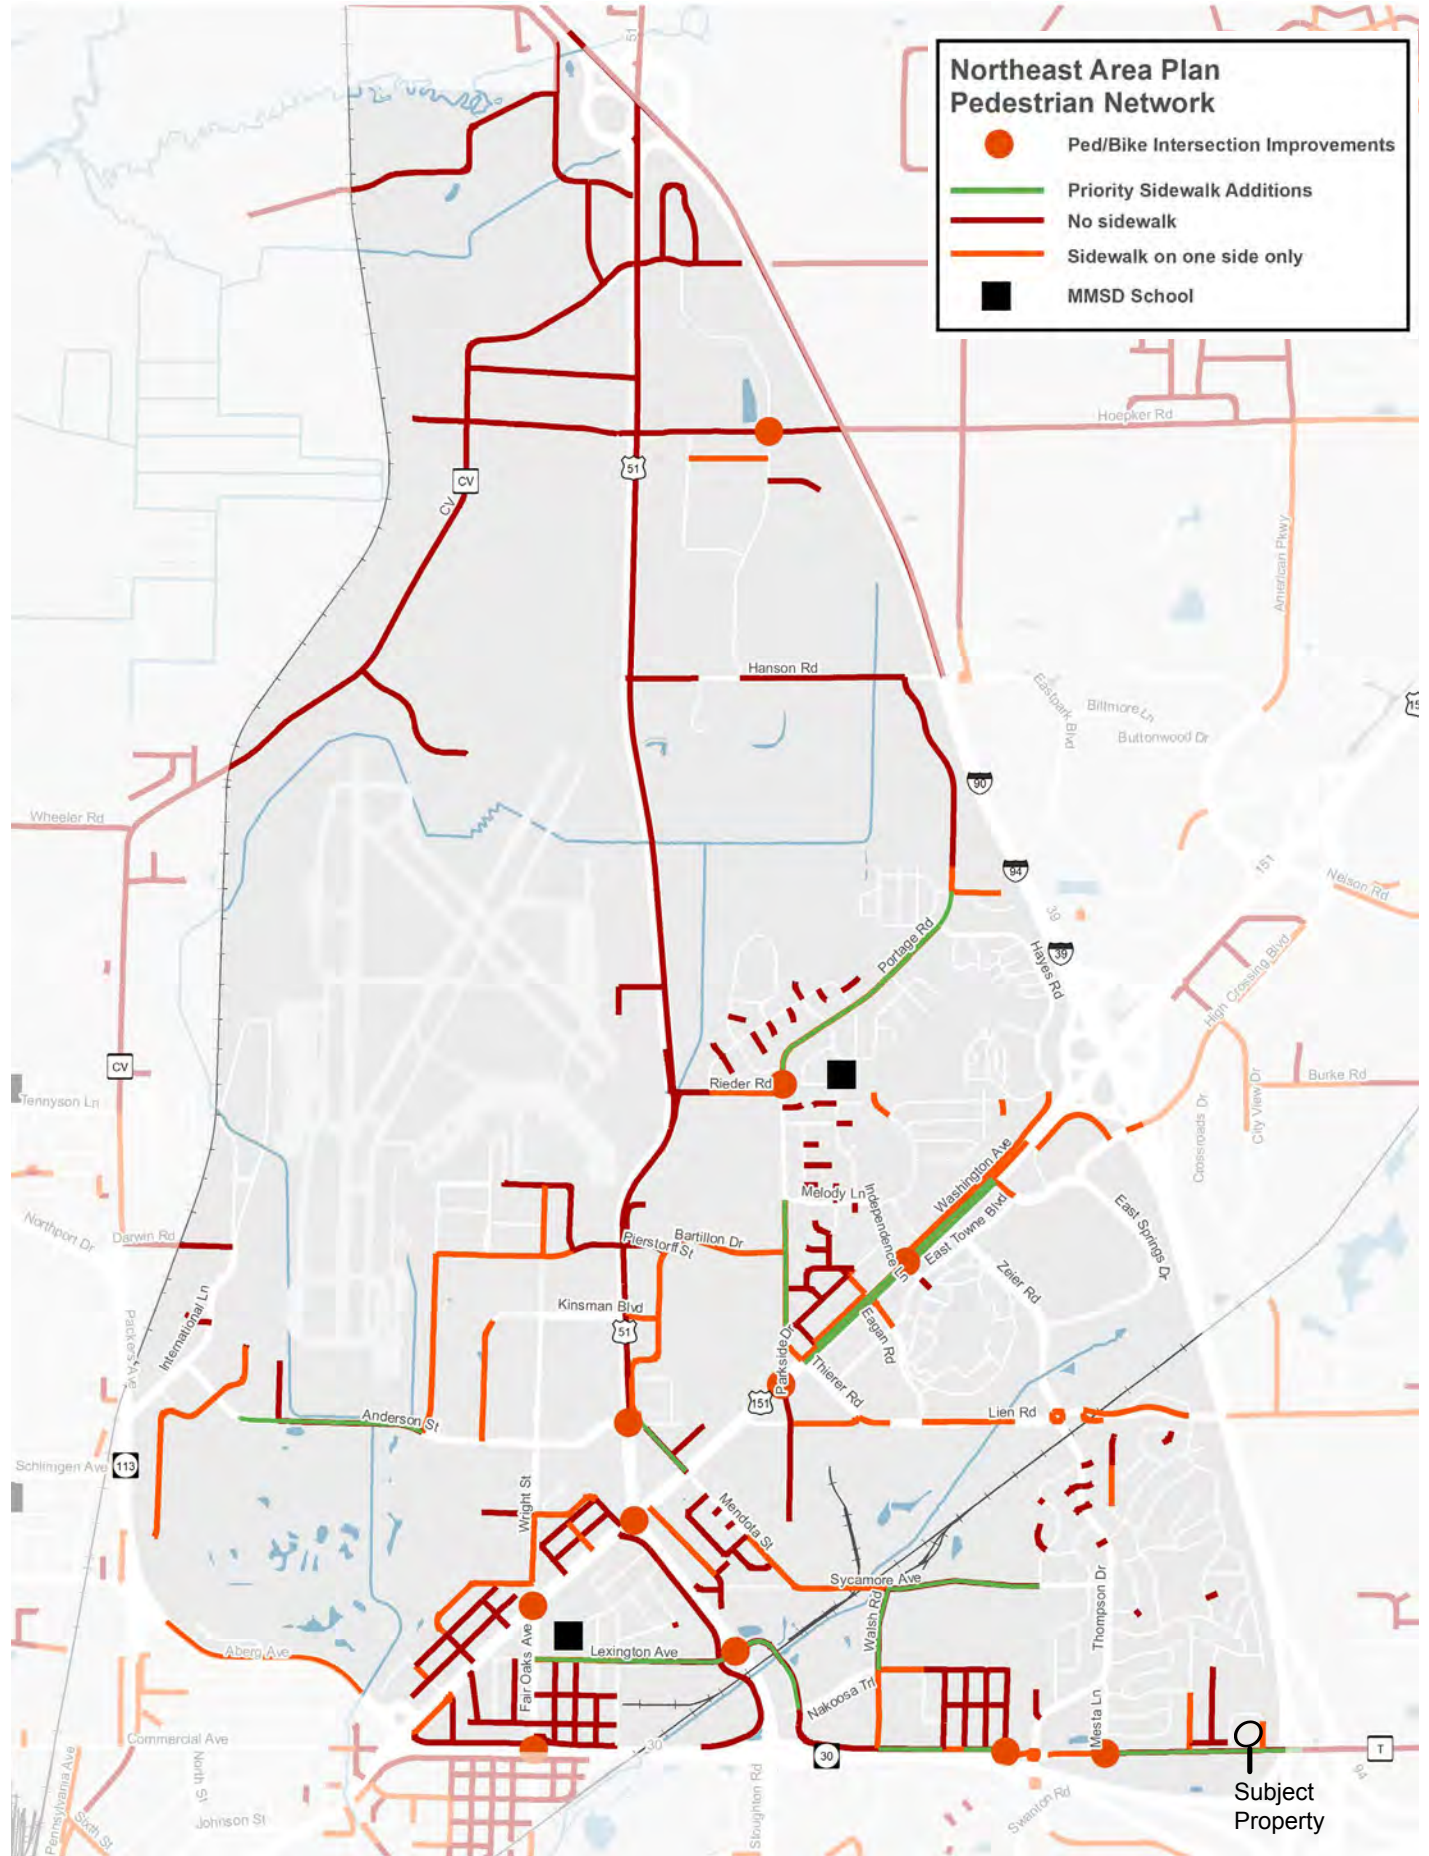 51
Northeast Area Plan
Pedestrian Network
Ped/Bike Intersection Improvements
Priority Sidewalk Additions
No sidewalk
Sidewalk on one side only
MMSD School
Hoepker Rd
51
CV
CV
American Pkwy
Hanson Rd
Eastpark Blvd
Biltmore Ln
Buttonwood Dr
15
90
Wheeler Rd
94
151
Nelson Rd
39
Portage Rd
39
Hayes Rd
High Crossing Blvd
CV
Rieder Rd
Burke Rd
Tennyson Ln
City View Dr
Crossroads Dr
Washington Ave
Melody Ln
Independence Ln
East Towne Blvd
East Springs Dr
Northport Dr
Darwin Rd
Bartillon Dr
Pierstorff St
Zeier Rd
International Ln
Packers Ave
Kinsman Blvd
51
Eagan Rd
Parkside Dr
Thierer Rd
151
Lien Rd
Anderson St
Schlimgen Ave
113
Wright St
Mendota St
Sycamore Ave
Walsh Rd
Thompson Dr
Aberg Ave
Fair Oaks Ave
Lexington Ave
Nakoosa Trl
Mesta Ln
Commercial Ave
30
30
T
94
Pennsylvania Ave
North St
Stoughton Rd
Swanton Rd
Subject
Property
Johnson St
Sixth St